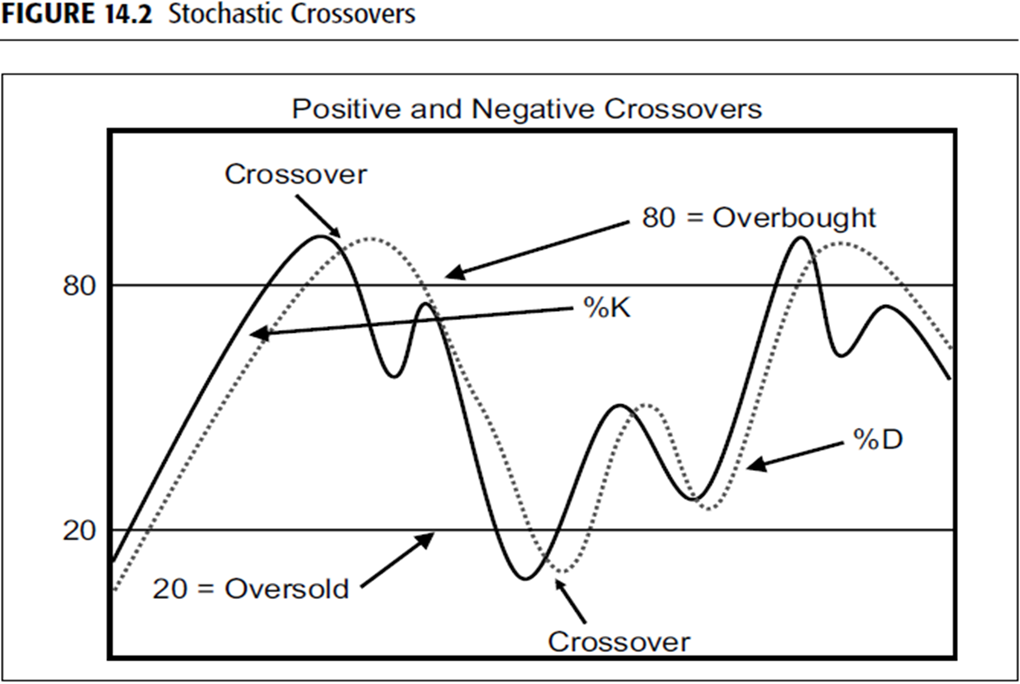 FIGURE 14.2 Stochastic Crossovers
Positive and Negative Crossovers
Crossover
80 = Overbought
80
%K
%D
20
20 = Oversold
Crossover